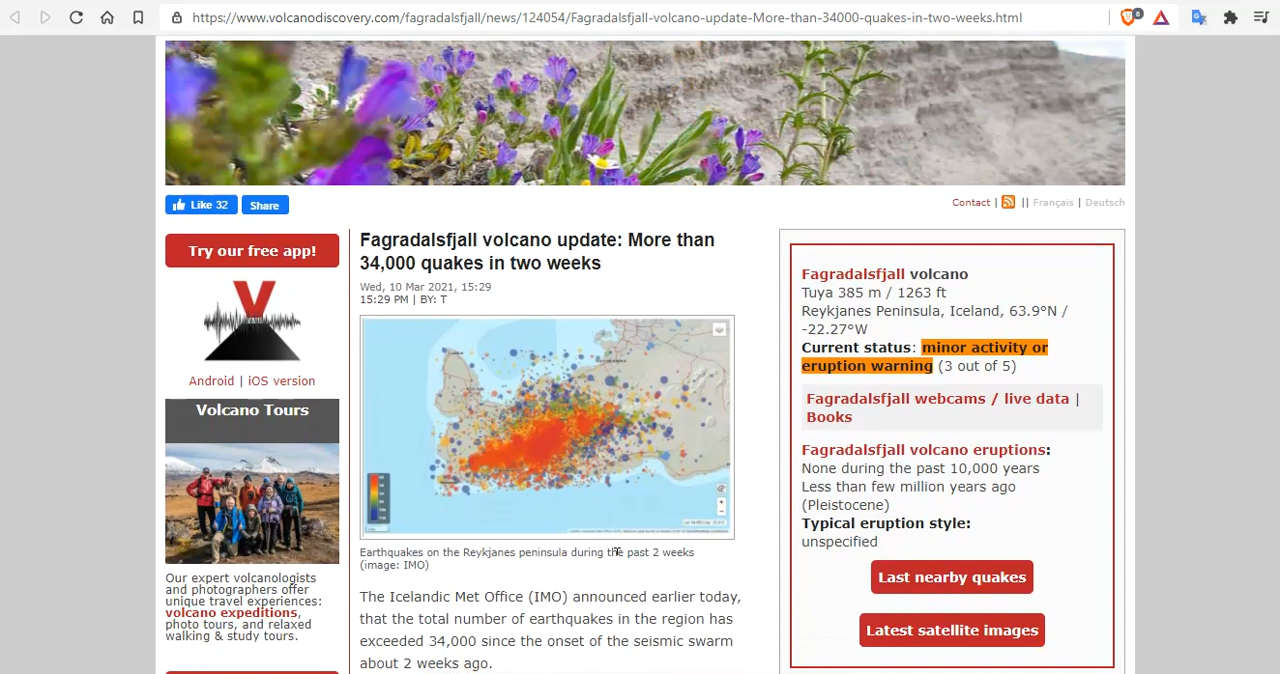 https://www.volcanodiscovery.com/fagradalsfjall/news/124054/Fagradalsfjall-volcano-update-More-than-34000-quakes-in-two-weeks.html
8
Like 32
Share
Contact | || Français | Deutsch
Try our free app!
Android | iOS version
Volcano Tours
Our expert volcanologists
and photographers offer
unique travel experiences:
volcano expeditions,
photo tours, and relaxed
walking & study tours.
Fagradalsfjall volcano update: More than
34,000 quakes in two weeks
Wed, 10 Mar 2021, 15:29
15:29 PM | BY: T
Earthquakes on the Reykjanes peninsula during the past 2 weeks
(image: IMO)
The Icelandic Met Office (IMO) announced earlier today,
that the total number of earthquakes in the region has
exceeded 34,000 since the onset of the seismic swarm
about 2 weeks ago.
Fagradalsfjall volcano
Tuya 385 m / 1263 ft
Reykjanes Peninsula, Iceland, 63.9°N /
-22.27°W
Current status: minor activity or
eruption warning (3 out of 5)
Fagradalsfjall webcams / live data |
Books
Fagradalsfjall volcano eruptions:
None during the past 10,000 years
Less than few million years ago
(Pleistocene)
Typical eruption style:
unspecified
Last nearby quakes
Latest satellite images